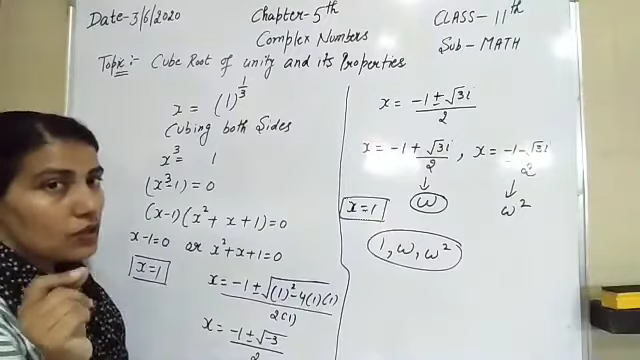 Date-3/6/2020
Chapter-5th
CLASS-11th
Complex Numbers
Sub-MATH
Topic:- Cube Root of unity and its Properties
x = (1)^1/3
Cubing both Sides
x³ = 1
(x³-1) = 0
(x-1)(x²+x+1)=0
x-1=0 or x²+x+1=0
x=1
x = -1 ± √(1)²-4(1)(1) / 2(1)
x = -1 ± √-3 / 2
x = -1 ± √3i / 2
x = -1 + √3i / 2 , x = -1 - √3i / 2
↓ ↓
x=1 ω ω²
1, ω, ω²